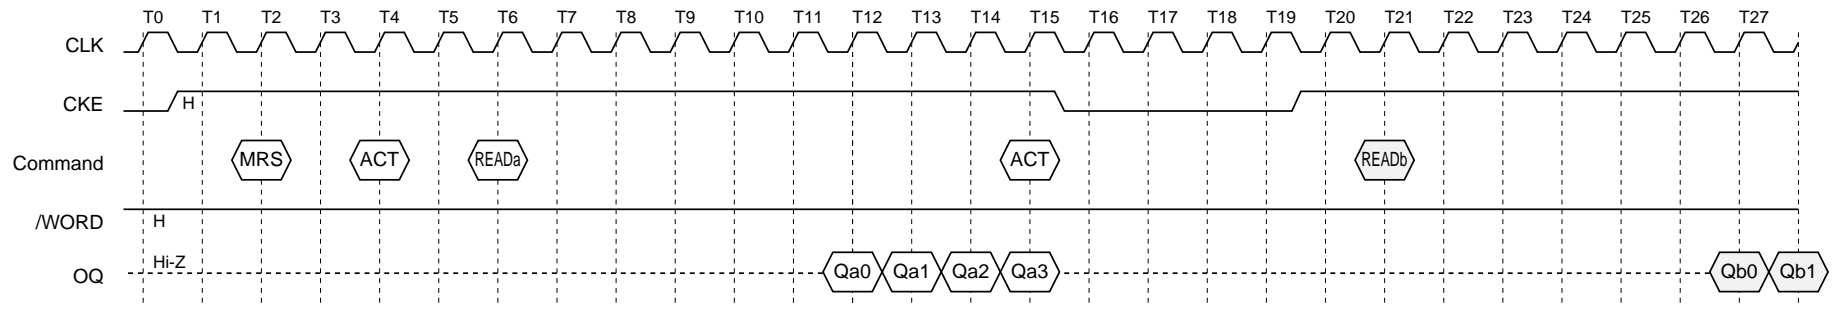 T0 T1 T2 T3 T4 T5 T6 T7 T8 T9 T10 T11 T12 T13 T14 T15 T16 T17 T18 T19 T20 T21 T22 T23 T24 T25 T26 T27
CLK
CKE H
Command MRS ACT READa ACT READb
/WORD H
OQ Hi-Z Qa0 Qa1 Qa2 Qa3 Qb0 Qb1